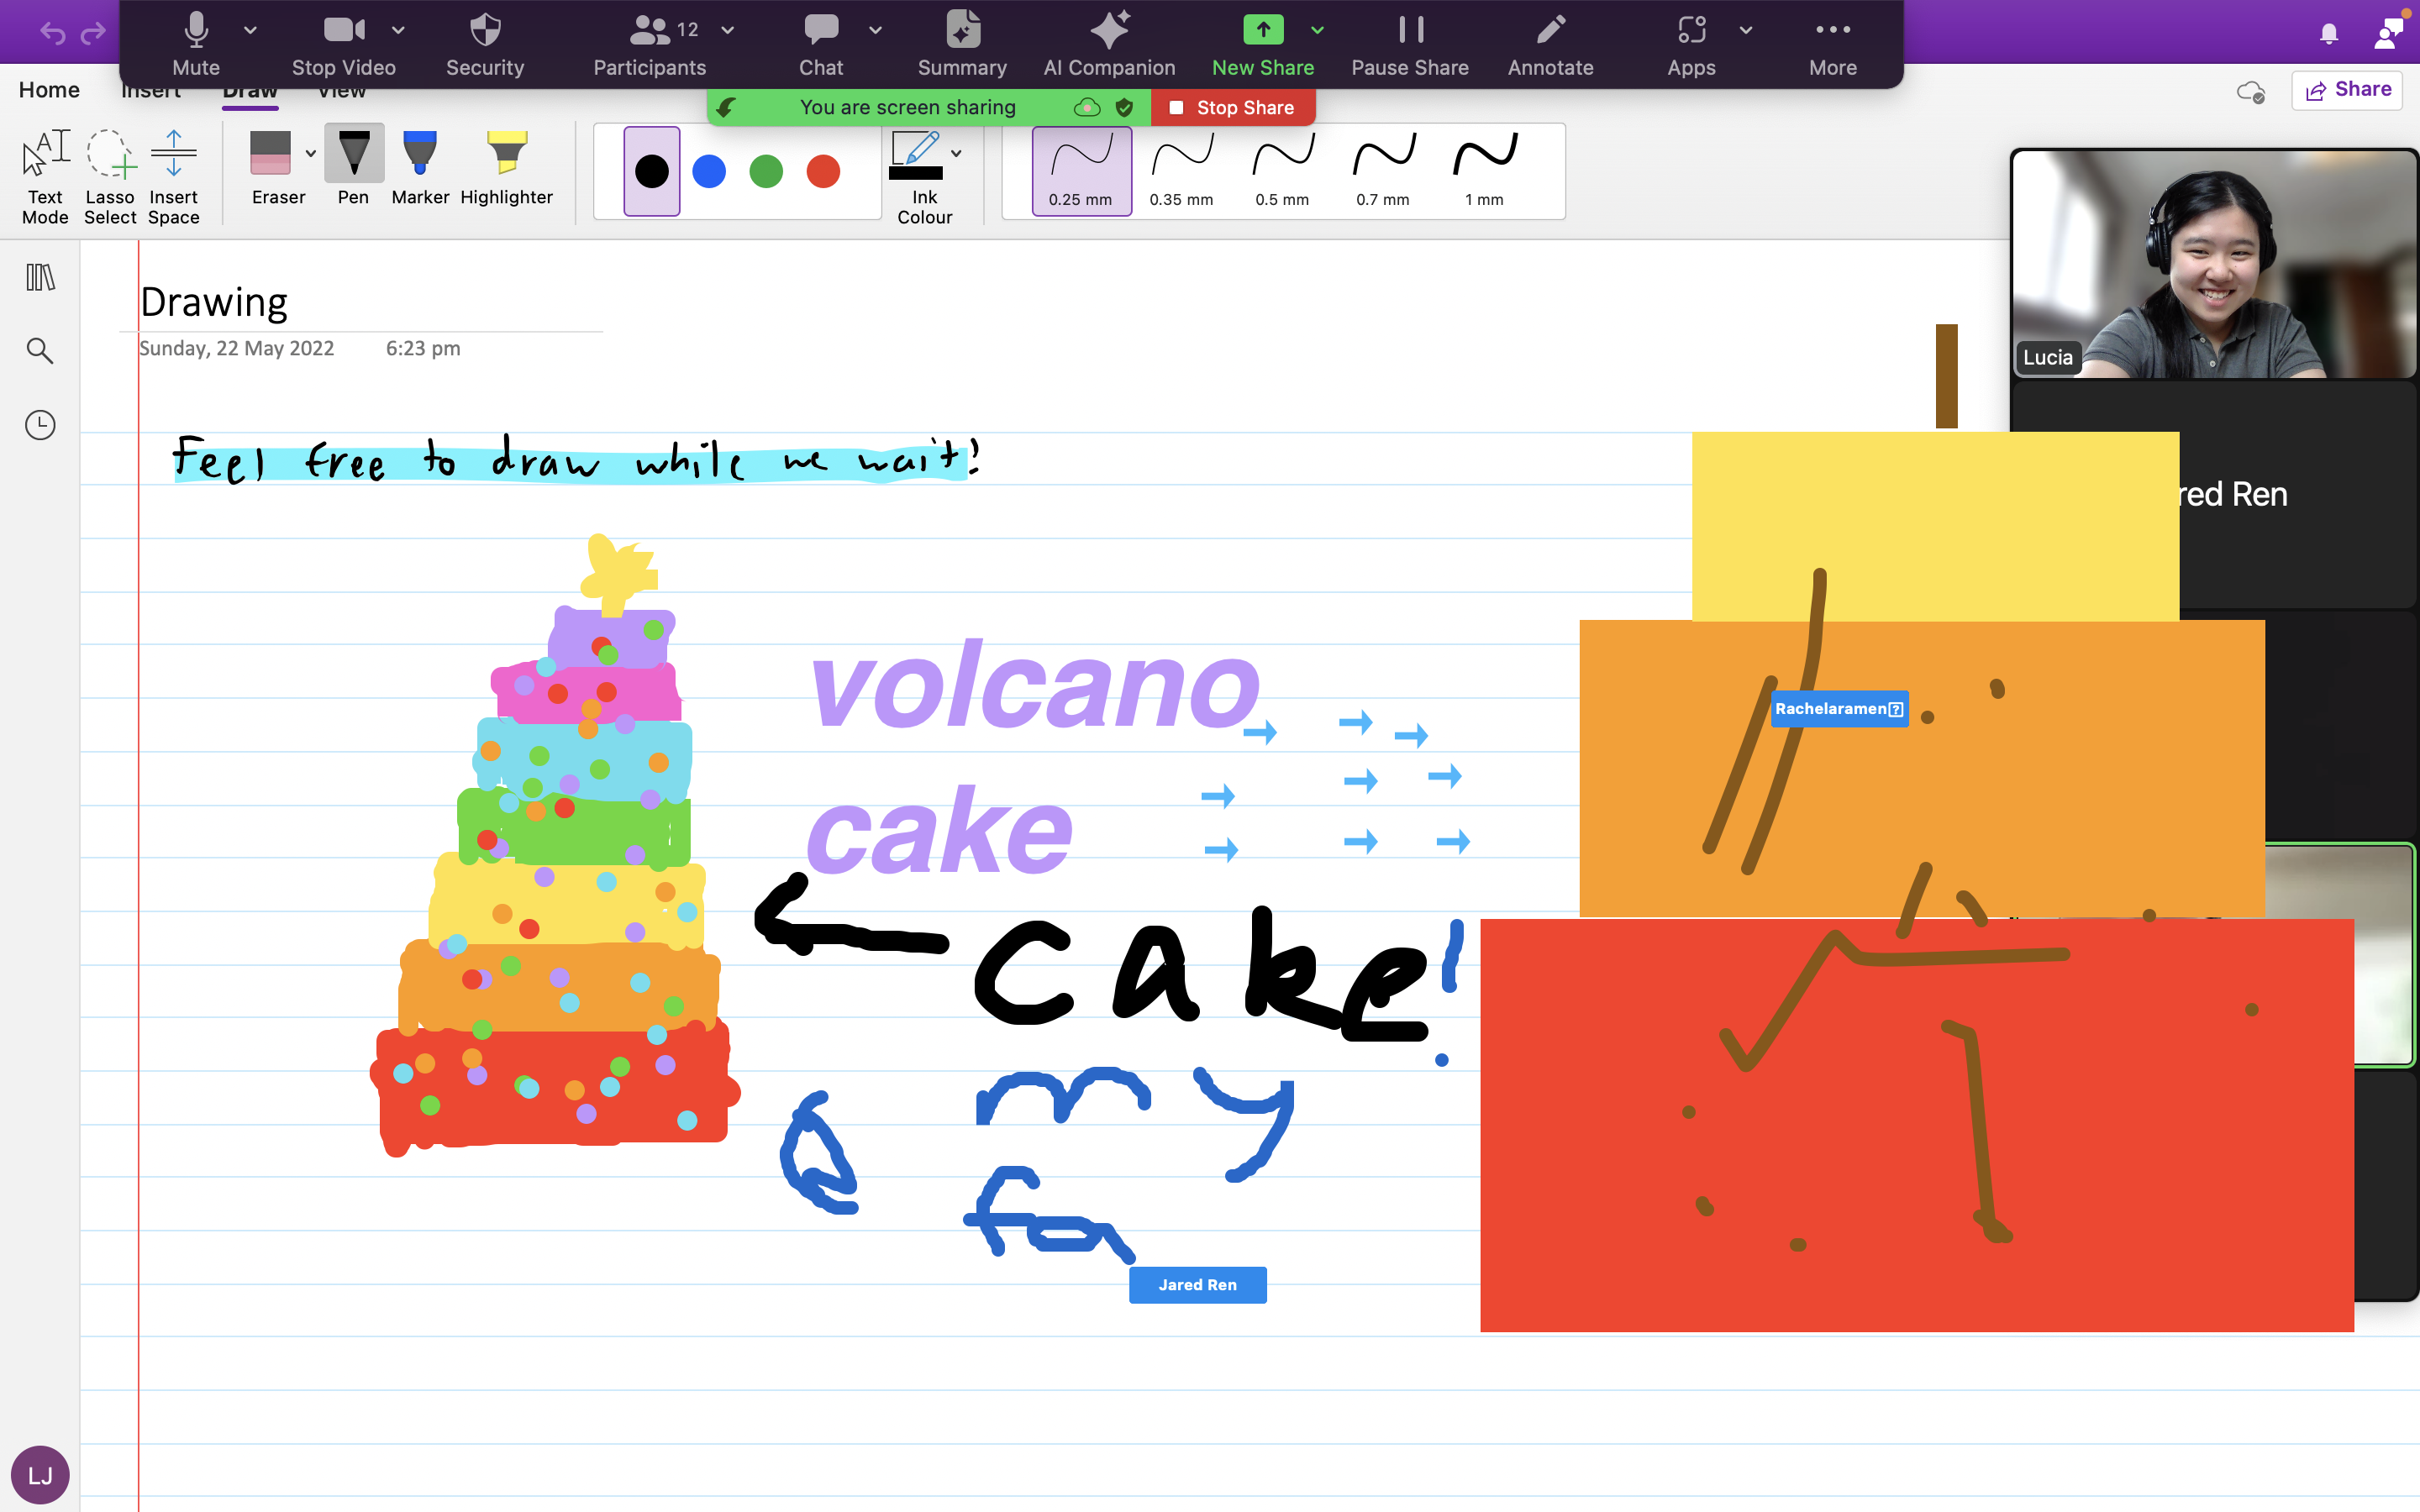 12
Mute
Stop Video
Security
Participants
Chat
Summary
AI Companion
New Share
Pause Share
Annotate
Apps
More
You are screen sharing
Stop Share
Home
Insert
Draw
View
Share
Text Mode
Lasso Select
Insert Space
Eraser
Pen
Marker
Highlighter
Ink Colour
0.25 mm
0.35 mm
0.5 mm
0.7 mm
1 mm
Lucia
Drawing
Sunday, 22 May 2022 6:23 pm
Feel free to draw while we wait!
red Ren
volcano
cake
Rachelaramen
cake!
my
fa
Jared Ren
LJ